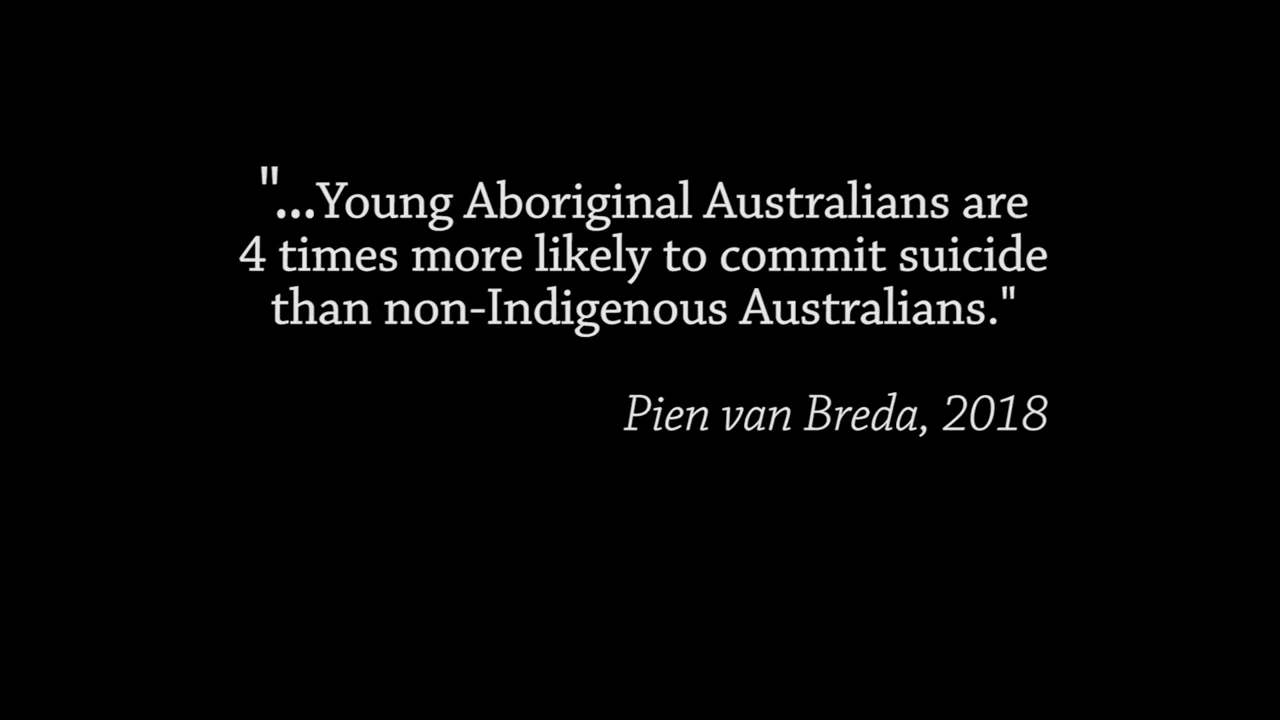 "...Young Aboriginal Australians are
4 times more likely to commit suicide
than non-Indigenous Australians."
Pien van Breda, 2018